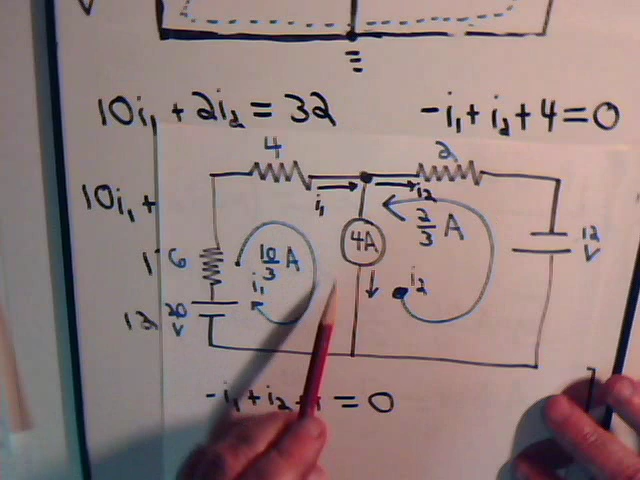 V
10i₁ + 2i₂ = 32
-i₁ + i₂ + 4 = 0
4
2
10i₁ +
i₁
i₂
4A
2/3 A
12 V
6
10/3 A
i₁
i₂
20 V
12
-i₁ + i₂ + = 0